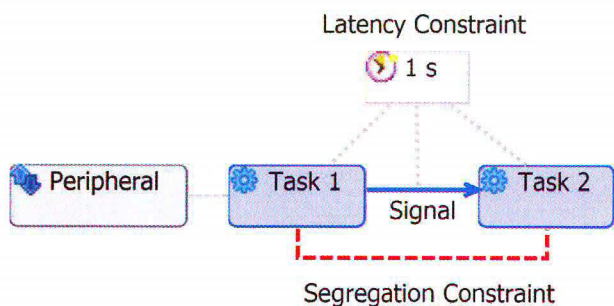 Latency Constraint
1 s
Peripheral
Task 1
Signal
Task 2
Segregation Constraint